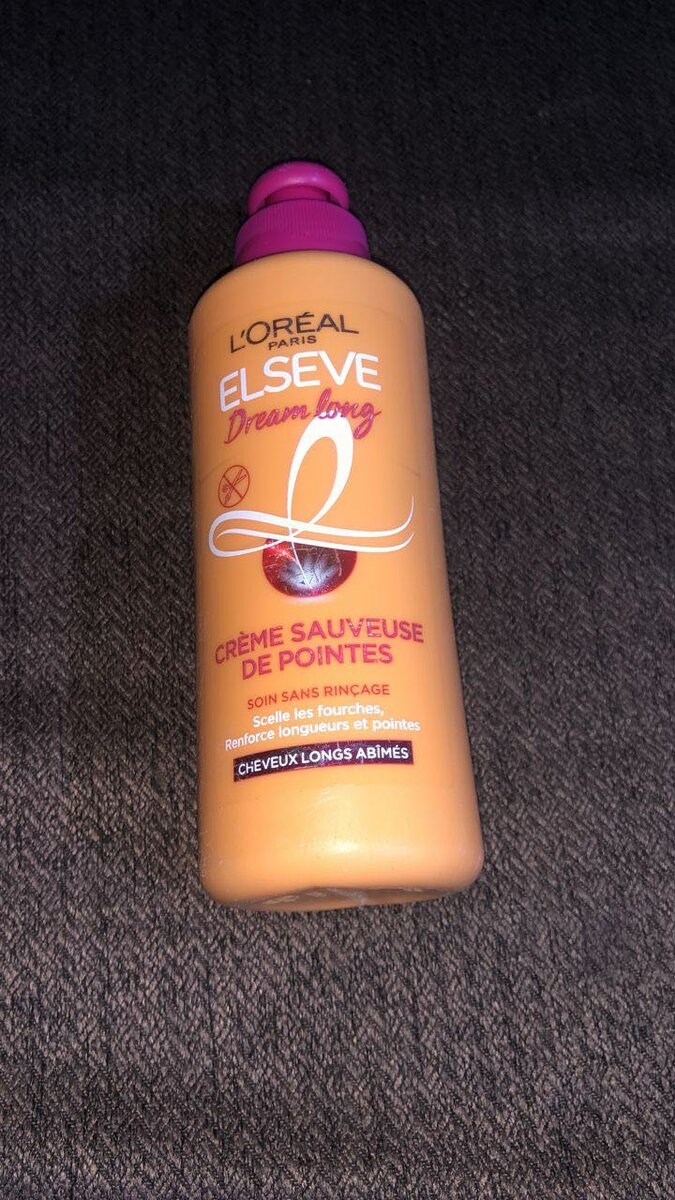 L'ORÉAL
PARIS
ELSEVE
Dream long
CRÈME SAUVEUSE
DE POINTES
SOIN SANS RINÇAGE
Scelle les fourches,
Renforce longueurs et pointes
CHEVEUX LONGS ABÎMÉS